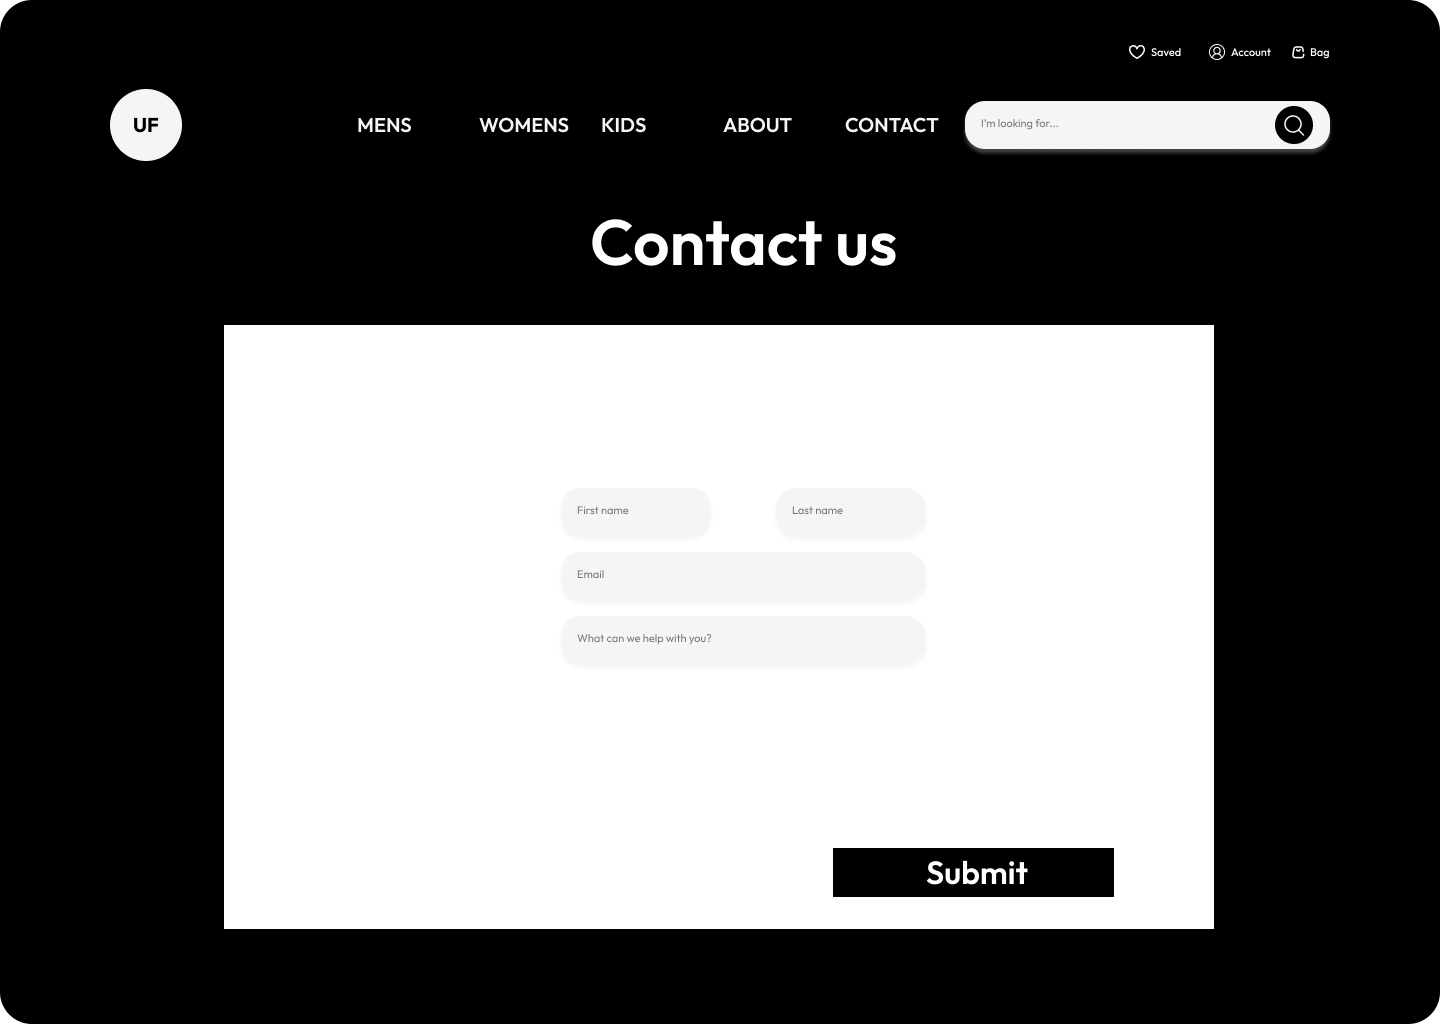 Saved Account Bag
UF MENS WOMENS KIDS ABOUT CONTACT I'm looking for...
Contact us
First name Last name
Email
What can we help with you?
Submit